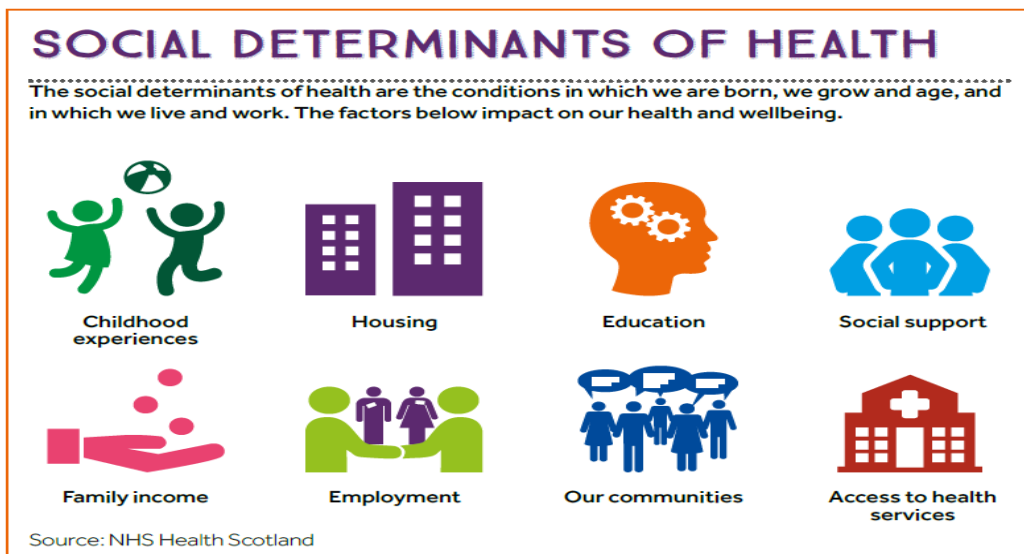 SOCIAL DETERMINANTS OF HEALTH
The social determinants of health are the conditions in which we are born, we grow and age, and
in which we live and work. The factors below impact on our health and wellbeing.
Childhood
experiences
Housing
Education
Social support
Family income
Employment
Our communities
Access to health
services
Source: NHS Health Scotland